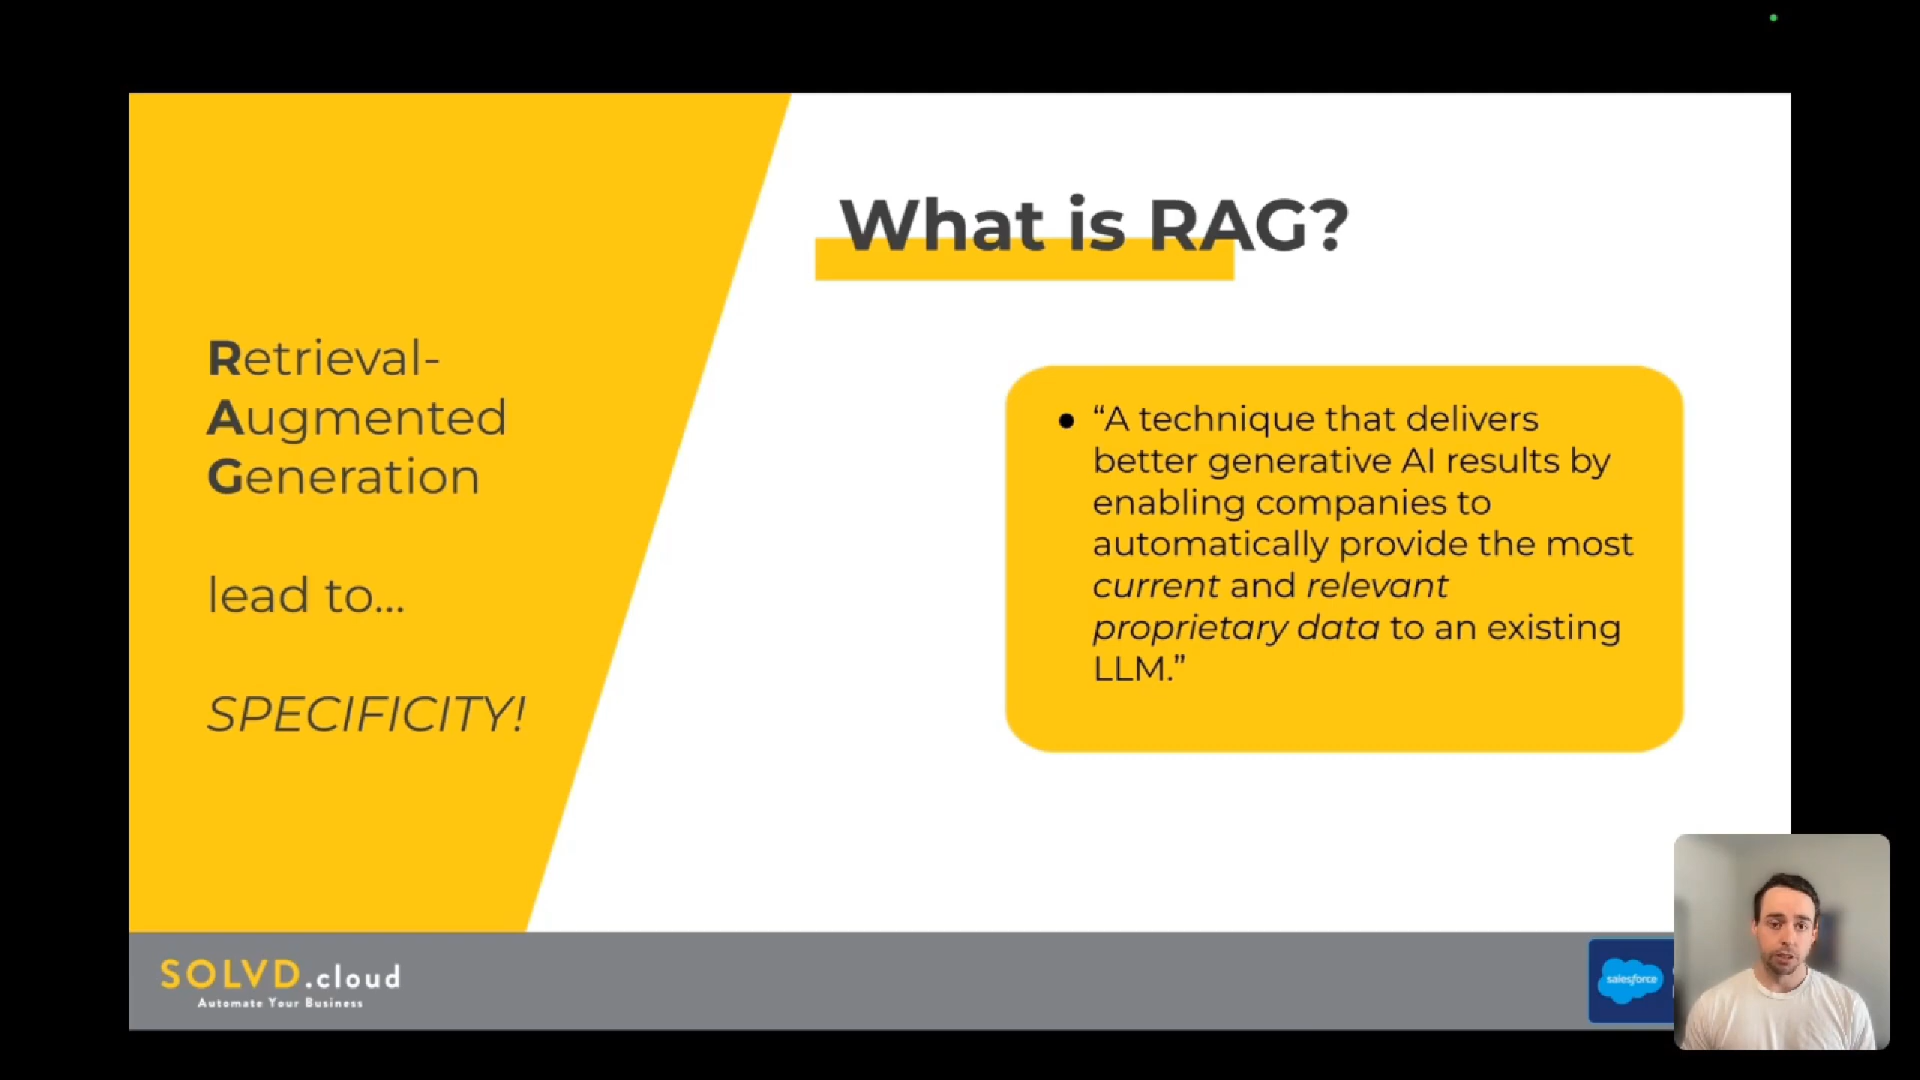 What is RAG?
Retrieval-
Augmented
Generation
lead to...
SPECIFICITY!
● “A technique that delivers
better generative AI results by
enabling companies to
automatically provide the most
current and relevant
proprietary data to an existing
LLM.”
SOLVD.cloud
Automate Your Business
salesforce